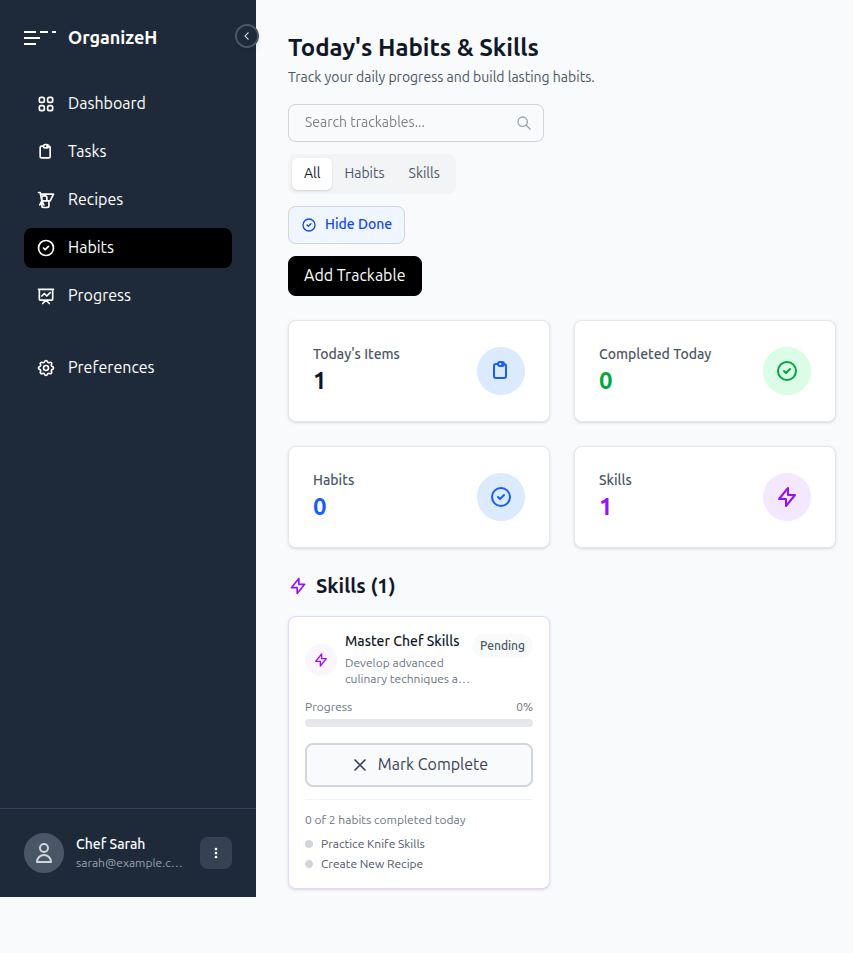 OrganizeH
Dashboard
Tasks
Recipes
Habits
Progress
Preferences
Chef Sarah
sarah@example.c...
Today's Habits & Skills
Track your daily progress and build lasting habits.
Search trackables...
All Habits Skills
Hide Done
Add Trackable
Today's Items
1
Completed Today
0
Habits
0
Skills
1
Skills (1)
Master Chef Skills
Pending
Develop advanced
culinary techniques a...
Progress 0%
Mark Complete
0 of 2 habits completed today
Practice Knife Skills
Create New Recipe